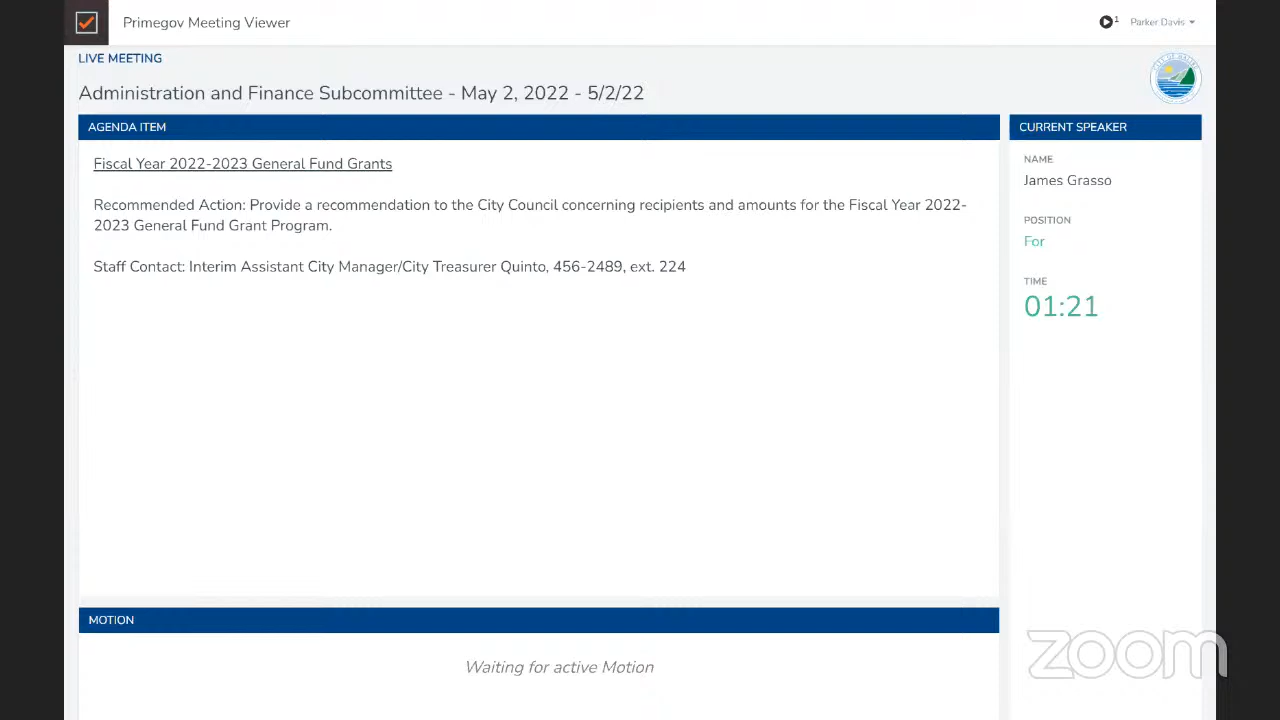 Primegov Meeting Viewer
1
Parker Davis
LIVE MEETING
Administration and Finance Subcommittee - May 2, 2022 - 5/2/22
AGENDA ITEM
Fiscal Year 2022-2023 General Fund Grants
Recommended Action: Provide a recommendation to the City Council concerning recipients and amounts for the Fiscal Year 2022-
2023 General Fund Grant Program.
Staff Contact: Interim Assistant City Manager/City Treasurer Quinto, 456-2489, ext. 224
CURRENT SPEAKER
NAME
James Grasso
POSITION
For
TIME
01:21
MOTION
Waiting for active Motion
zoom